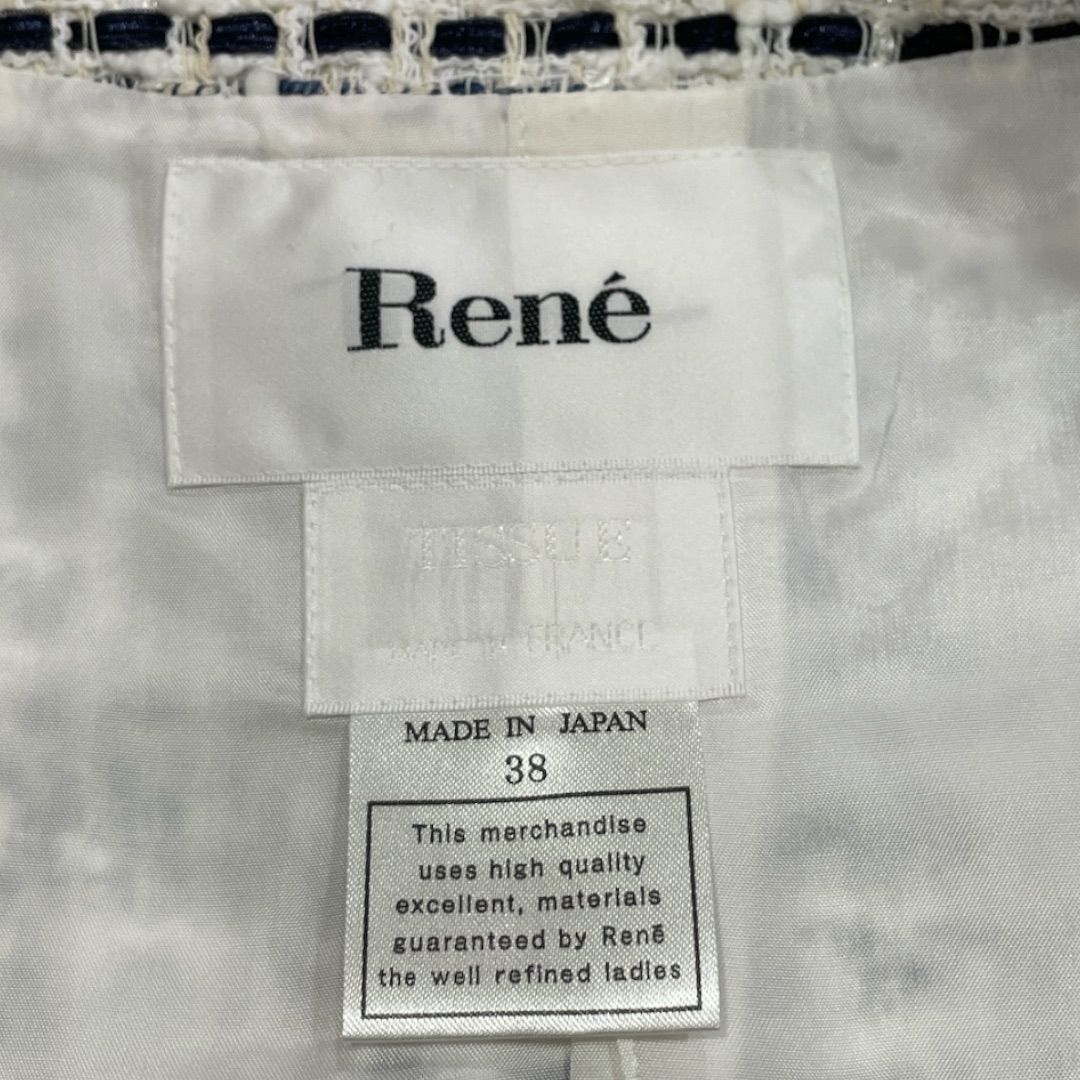 René
TISSUE
MADE IN FRANCE
MADE IN JAPAN
38
This merchandise
uses high quality
excellent, materials
guaranteed by René
the well refined ladies